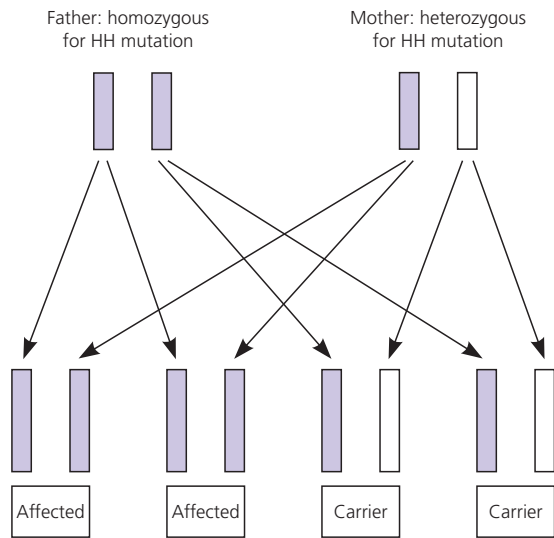 Father: homozygous
for HH mutation
Mother: heterozygous
for HH mutation
Affected
Affected
Carrier
Carrier